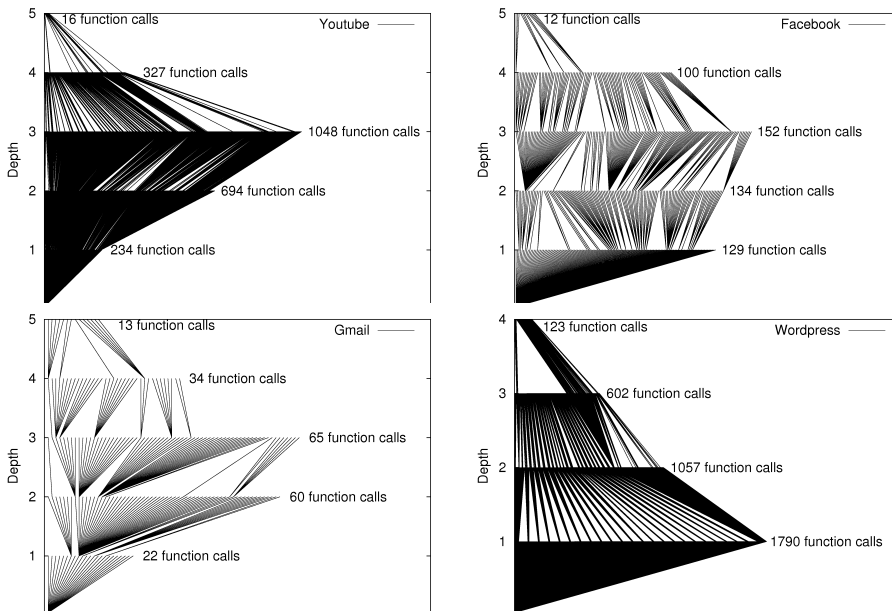 5
16 function calls
Youtube
4
327 function calls
3
1048 function calls
Depth
2
694 function calls
1
234 function calls
5
12 function calls
Facebook
4
100 function calls
3
152 function calls
Depth
2
134 function calls
1
129 function calls
5
13 function calls
Gmail
4
34 function calls
3
65 function calls
Depth
2
60 function calls
1
22 function calls
4
123 function calls
Wordpress
3
602 function calls
Depth
2
1057 function calls
1
1790 function calls